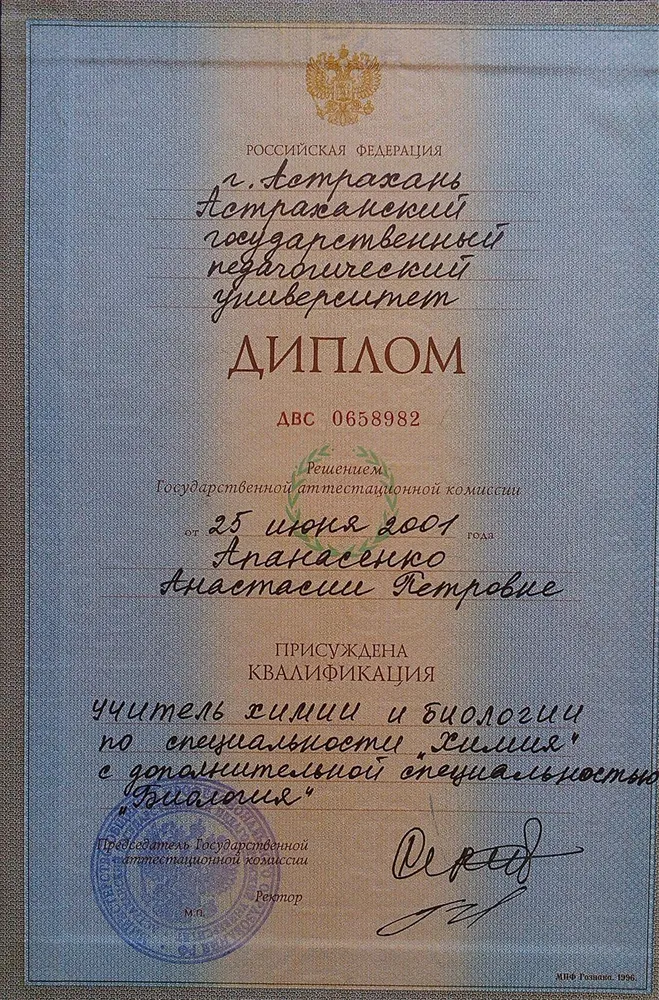 РОССИЙСКАЯ ФЕДЕРАЦИЯ
г. Астрахань
Астраханский
государственный
педагогический
университет
ДИПЛОМ
ДВС 0658982
Решением
Государственной аттестационной комиссии
от 25 июня 2001 года
Апанасенко
Анастасии Петровне
ПРИСУЖДЕНА
КВАЛИФИКАЦИЯ
учитель химии и биологии
по специальности „Химия"
с дополнительной специальностью
„Биология"
Председатель Государственной
аттестационной комиссии
Ректор
М.П.
МПФ Гознака. 1996.